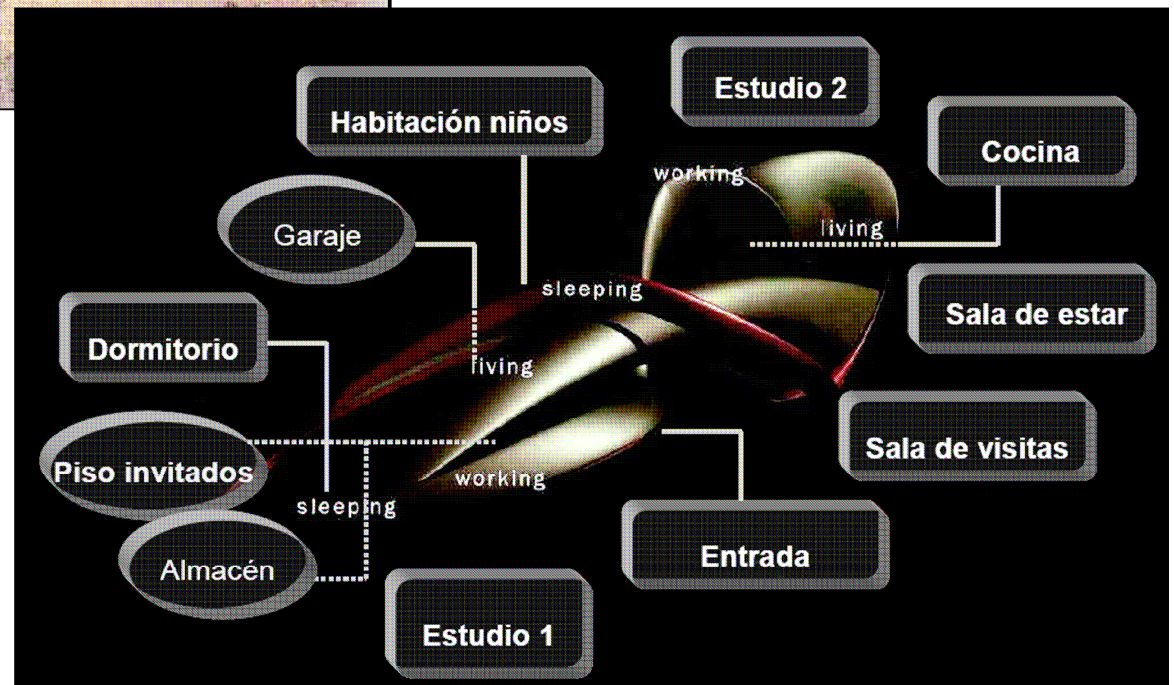 Estudio 2
Habitación niños
Cocina
working
Garaje
living
sleeping
Sala de estar
Dormitorio
living
Sala de visitas
Piso invitados
working
sleeping
Entrada
Almacén
Estudio 1